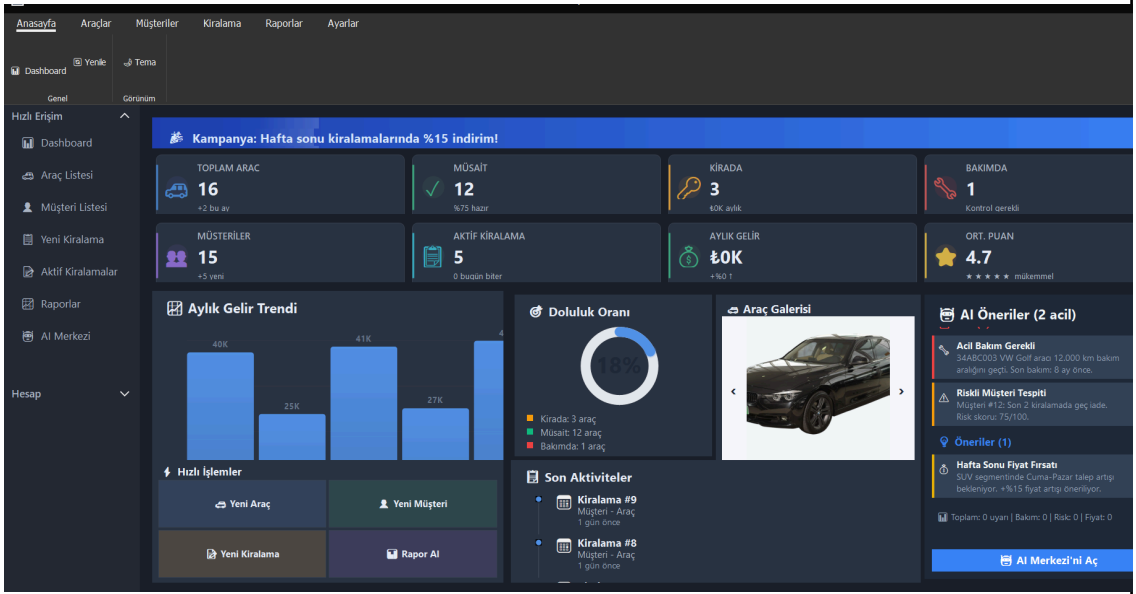 Anasayfa Araçlar Müşteriler Kiralama Raporlar Ayarlar
Dashboard Yenile Tema
Genel Görünüm
Hızlı Erişim
Dashboard
Araç Listesi
Müşteri Listesi
Yeni Kiralama
Aktif Kiralamalar
Raporlar
AI Merkezi
Hesap
Kampanya: Hafta sonu kiralamalarında %15 indirim!
TOPLAM ARAC
16
+2 bu ay
MÜSAİT
12
%75 hazır
KİRADA
3
₺0K aylık
BAKIMDA
1
Kontrol gerekli
MÜSTERİLER
15
+5 yeni
AKTİF KİRALAMA
5
0 bugün biter
AYLIK GELİR
₺0K
+%0 ↑
ORT. PUAN
4.7
★ ★ ★ ★ ★ mükemmel
Aylık Gelir Trendi
40K
25K
41K
27K
4
Hızlı İşlemler
Yeni Araç
Yeni Müşteri
Yeni Kiralama
Rapor AI
Doluluk Oranı
18%
Kirada: 3 araç
Müsait: 12 araç
Bakımda: 1 araç
Araç Galerisi
‹ ›
Son Aktiviteler
Kiralama #9
Müşteri - Araç
1 gün önce
Kiralama #8
Müşteri - Araç
1 gün önce
AI Öneriler (2 acil)
Acil Bakım Gerekli
34ABC003 VW Golf aracı 12.000 km bakım
aralığını geçti. Son bakım: 8 ay önce.
Riskli Müşteri Tespiti
Müşteri #12: Son 2 kiralamada geç iade.
Risk skoru: 75/100.
Öneriler (1)
Hafta Sonu Fiyat Fırsatı
SUV segmentinde Cuma-Pazar talep artışı
bekleniyor. +%15 fiyat artışı öneriliyor.
Toplam: 0 uyarı | Bakım: 0 | Risk: 0 | Fiyat: 0
AI Merkezi'ni Aç